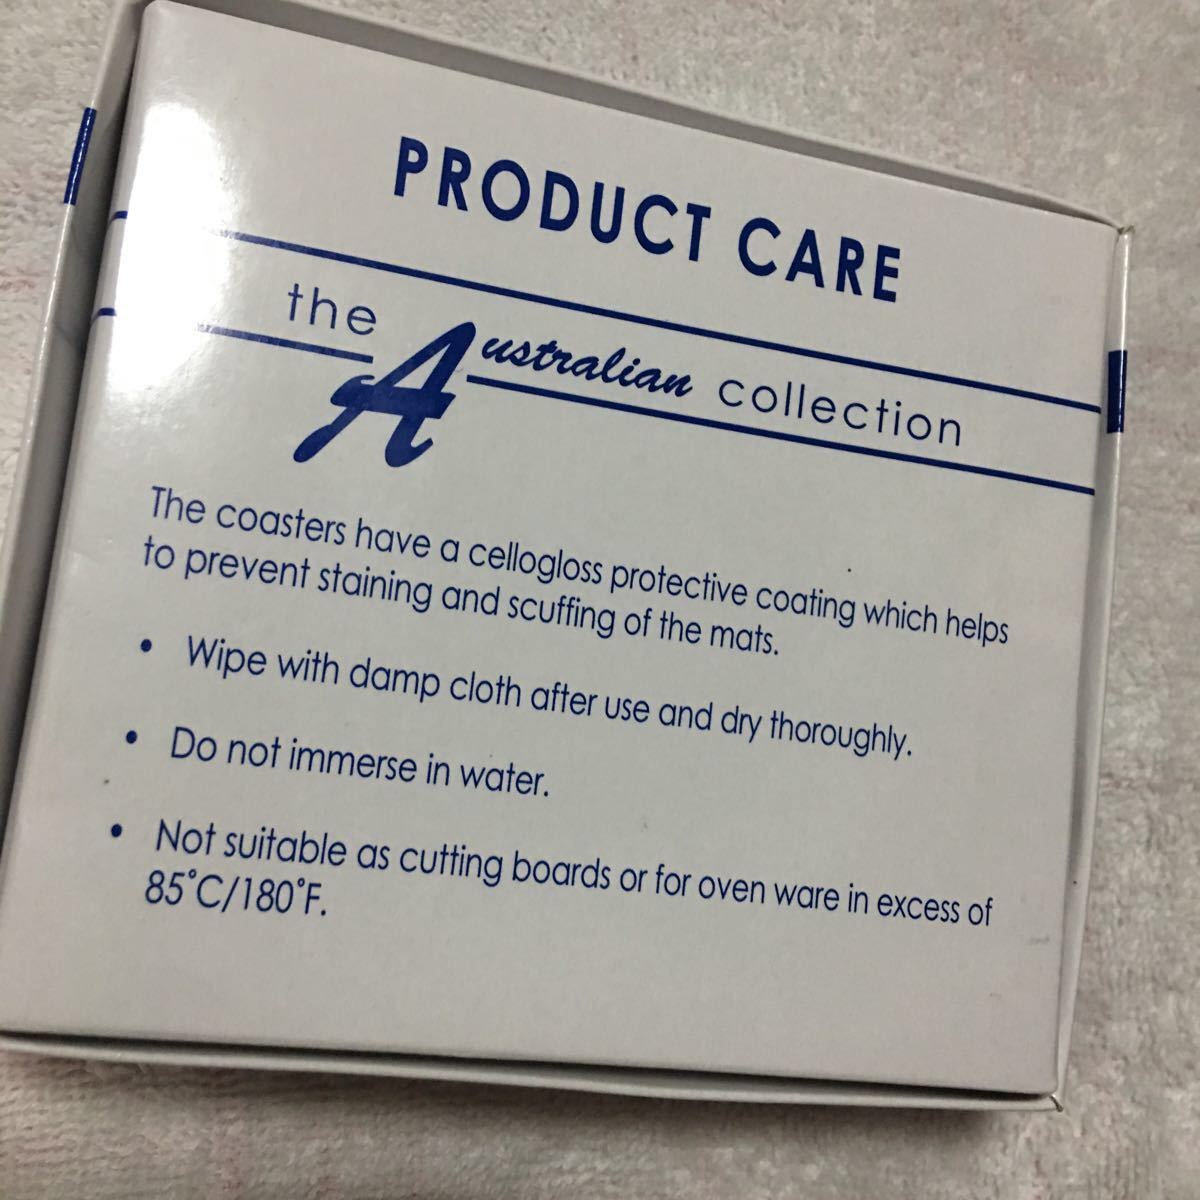 PRODUCT CARE
the Australian collection
The coasters have a cellogloss protective coating which helps
to prevent staining and scuffing of the mats.
• Wipe with damp cloth after use and dry thoroughly.
• Do not immerse in water.
• Not suitable as cutting boards or for oven ware in excess of
85°C/180°F.